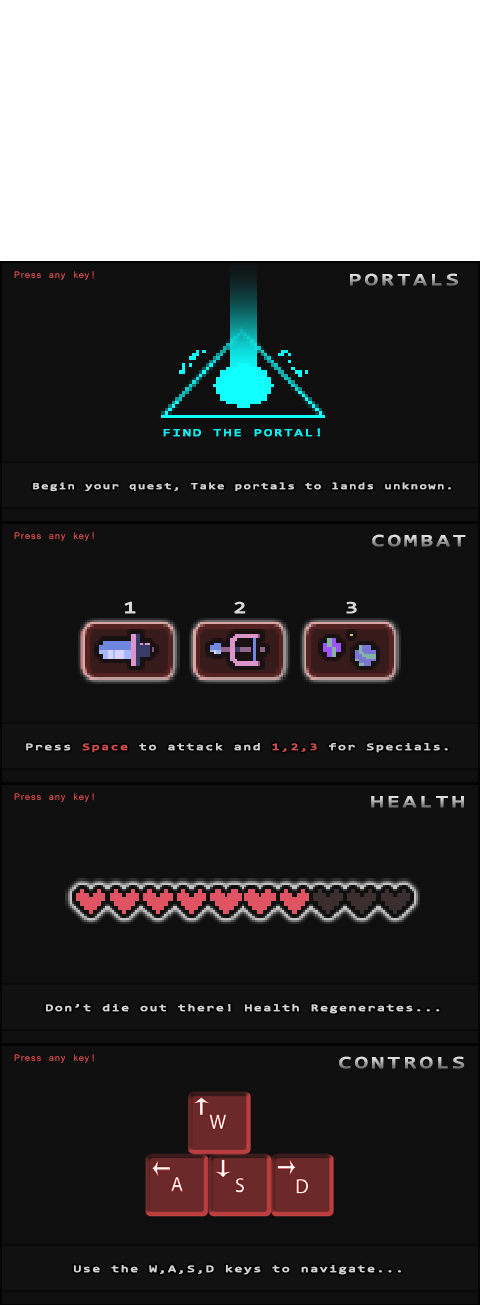 Press any key!
PORTALS
FIND THE PORTAL!
Begin your quest, Take portals to lands unknown.
Press any key!
COMBAT
1 2 3
Press Space to attack and 1,2,3 for Specials.
Press any key!
HEALTH
Don't die out there! Health Regenerates...
Press any key!
CONTROLS
↑ W
← A ↓ S → D
Use the W,A,S,D keys to navigate...